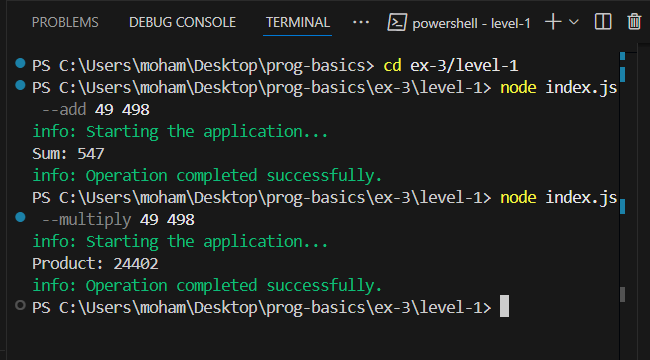 PROBLEMS DEBUG CONSOLE TERMINAL ... powershell - level-1
PS C:\Users\moham\Desktop\prog-basics> cd ex-3/level-1
PS C:\Users\moham\Desktop\prog-basics\ex-3\level-1> node index.js
--add 49 498
info: Starting the application...
Sum: 547
info: Operation completed successfully.
PS C:\Users\moham\Desktop\prog-basics\ex-3\level-1> node index.js
--multiply 49 498
info: Starting the application...
Product: 24402
info: Operation completed successfully.
PS C:\Users\moham\Desktop\prog-basics\ex-3\level-1>